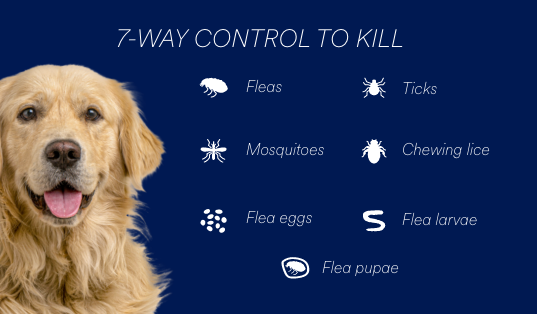 7-WAY CONTROL TO KILL
Fleas
Ticks
Mosquitoes
Chewing lice
Flea eggs
Flea larvae
Flea pupae